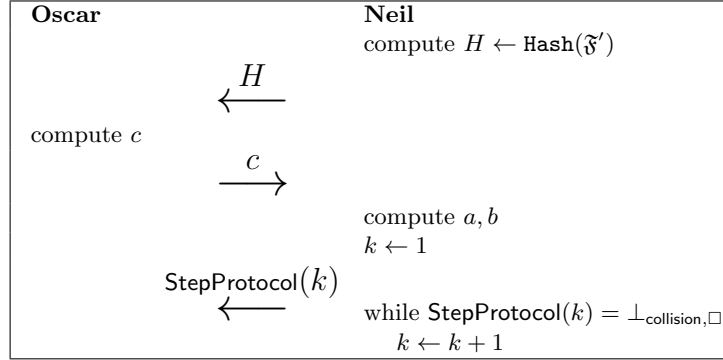 Oscar Neil
compute H ← Hash(𝔉′)
H
compute c
c
compute a, b
k ← 1
StepProtocol(k)
while StepProtocol(k) = ⊥collision,□
k ← k + 1